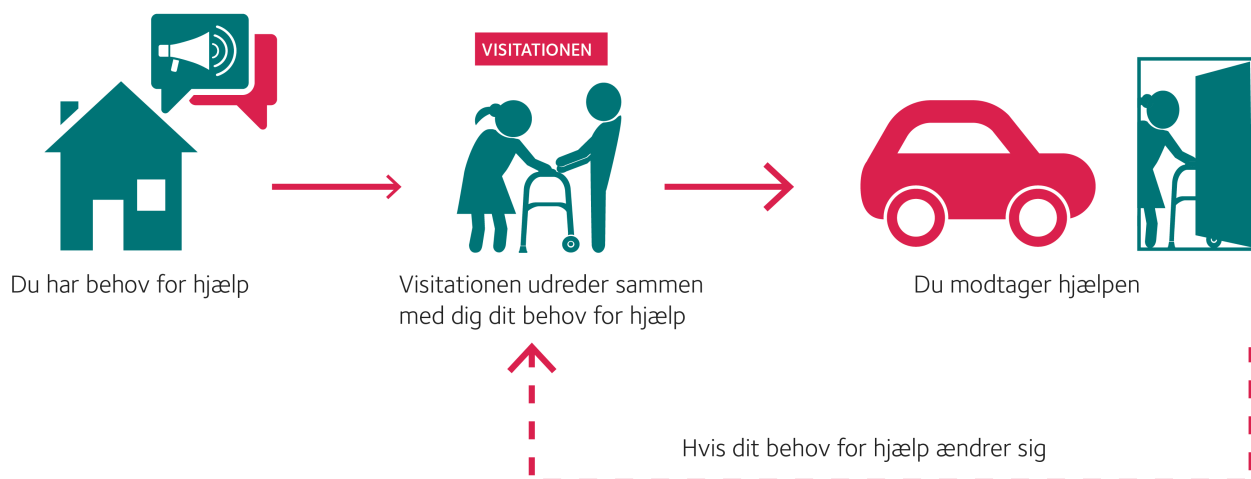 VISITATIONEN
Du har behov for hjælp
Visitationen udreder sammen
med dig dit behov for hjælp
Du modtager hjælpen
Hvis dit behov for hjælp ændrer sig